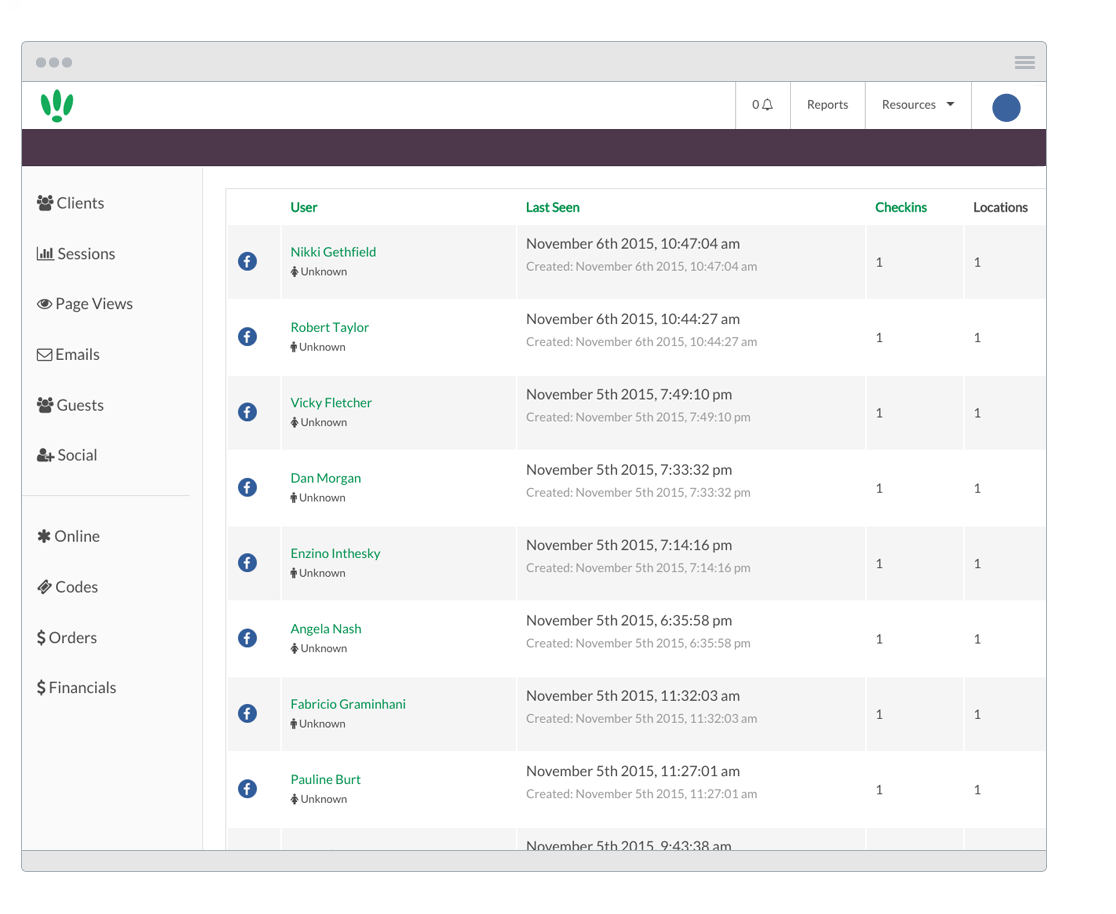 0
Reports
Resources
Clients
Sessions
Page Views
Emails
Guests
Social
Online
Codes
Orders
Financials
User Last Seen Checkins Locations
Nikki Gethfield
Unknown
November 6th 2015, 10:47:04 am
Created: November 6th 2015, 10:47:04 am
1
1
Robert Taylor
Unknown
November 6th 2015, 10:44:27 am
Created: November 6th 2015, 10:44:27 am
1
1
Vicky Fletcher
Unknown
November 5th 2015, 7:49:10 pm
Created: November 5th 2015, 7:49:10 pm
1
1
Dan Morgan
Unknown
November 5th 2015, 7:33:32 pm
Created: November 5th 2015, 7:33:32 pm
1
1
Enzino Inthesky
Unknown
November 5th 2015, 7:14:16 pm
Created: November 5th 2015, 7:14:16 pm
1
1
Angela Nash
Unknown
November 5th 2015, 6:35:58 pm
Created: November 5th 2015, 6:35:58 pm
1
1
Fabricio Graminhani
Unknown
November 5th 2015, 11:32:03 am
Created: November 5th 2015, 11:32:03 am
1
1
Pauline Burt
Unknown
November 5th 2015, 11:27:01 am
Created: November 5th 2015, 11:27:01 am
1
1
November 5th 2015, 9:43:38 am